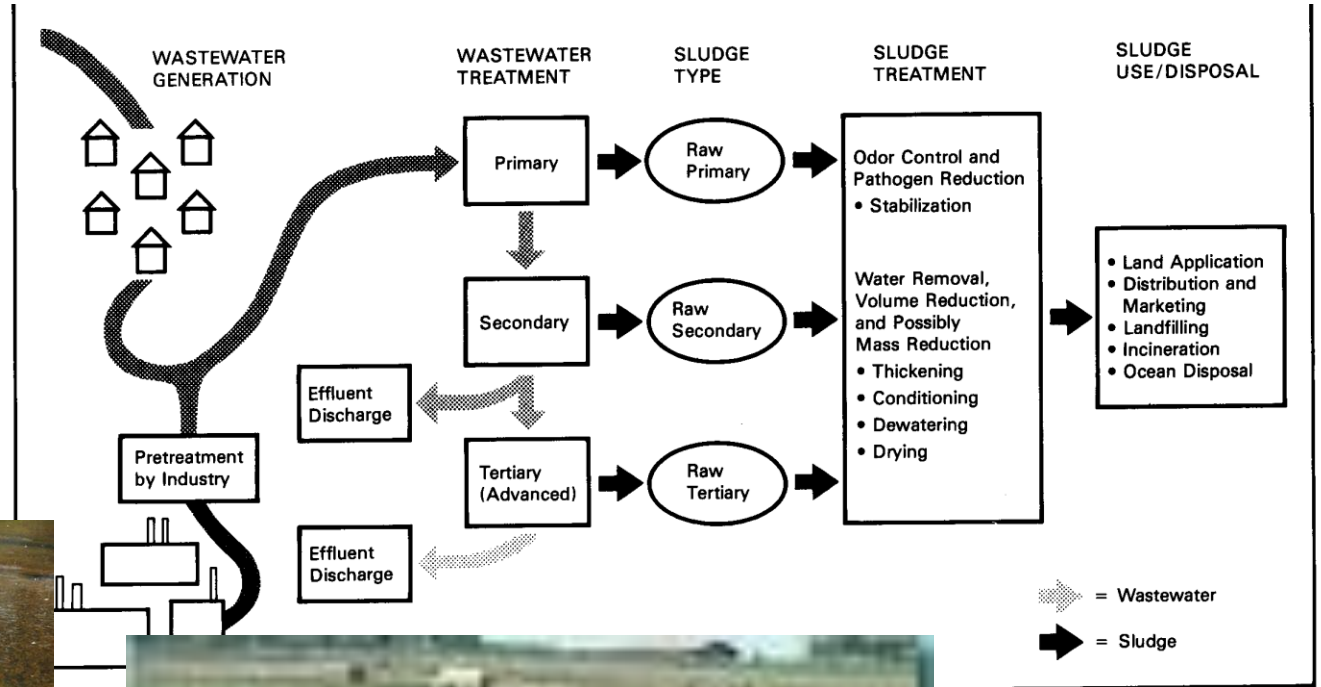 WASTEWATER
GENERATION
WASTEWATER
TREATMENT
SLUDGE
TYPE
SLUDGE
TREATMENT
SLUDGE
USE/DISPOSAL
Primary
Raw
Primary
Odor Control and
Pathogen Reduction
• Stabilization
Secondary
Raw
Secondary
Water Removal,
Volume Reduction,
and Possibly
Mass Reduction
• Thickening
• Conditioning
• Dewatering
• Drying
• Land Application
• Distribution and
Marketing
• Landfilling
• Incineration
• Ocean Disposal
Effluent
Discharge
Pretreatment
by Industry
Tertiary
(Advanced)
Raw
Tertiary
Effluent
Discharge
= Wastewater
= Sludge